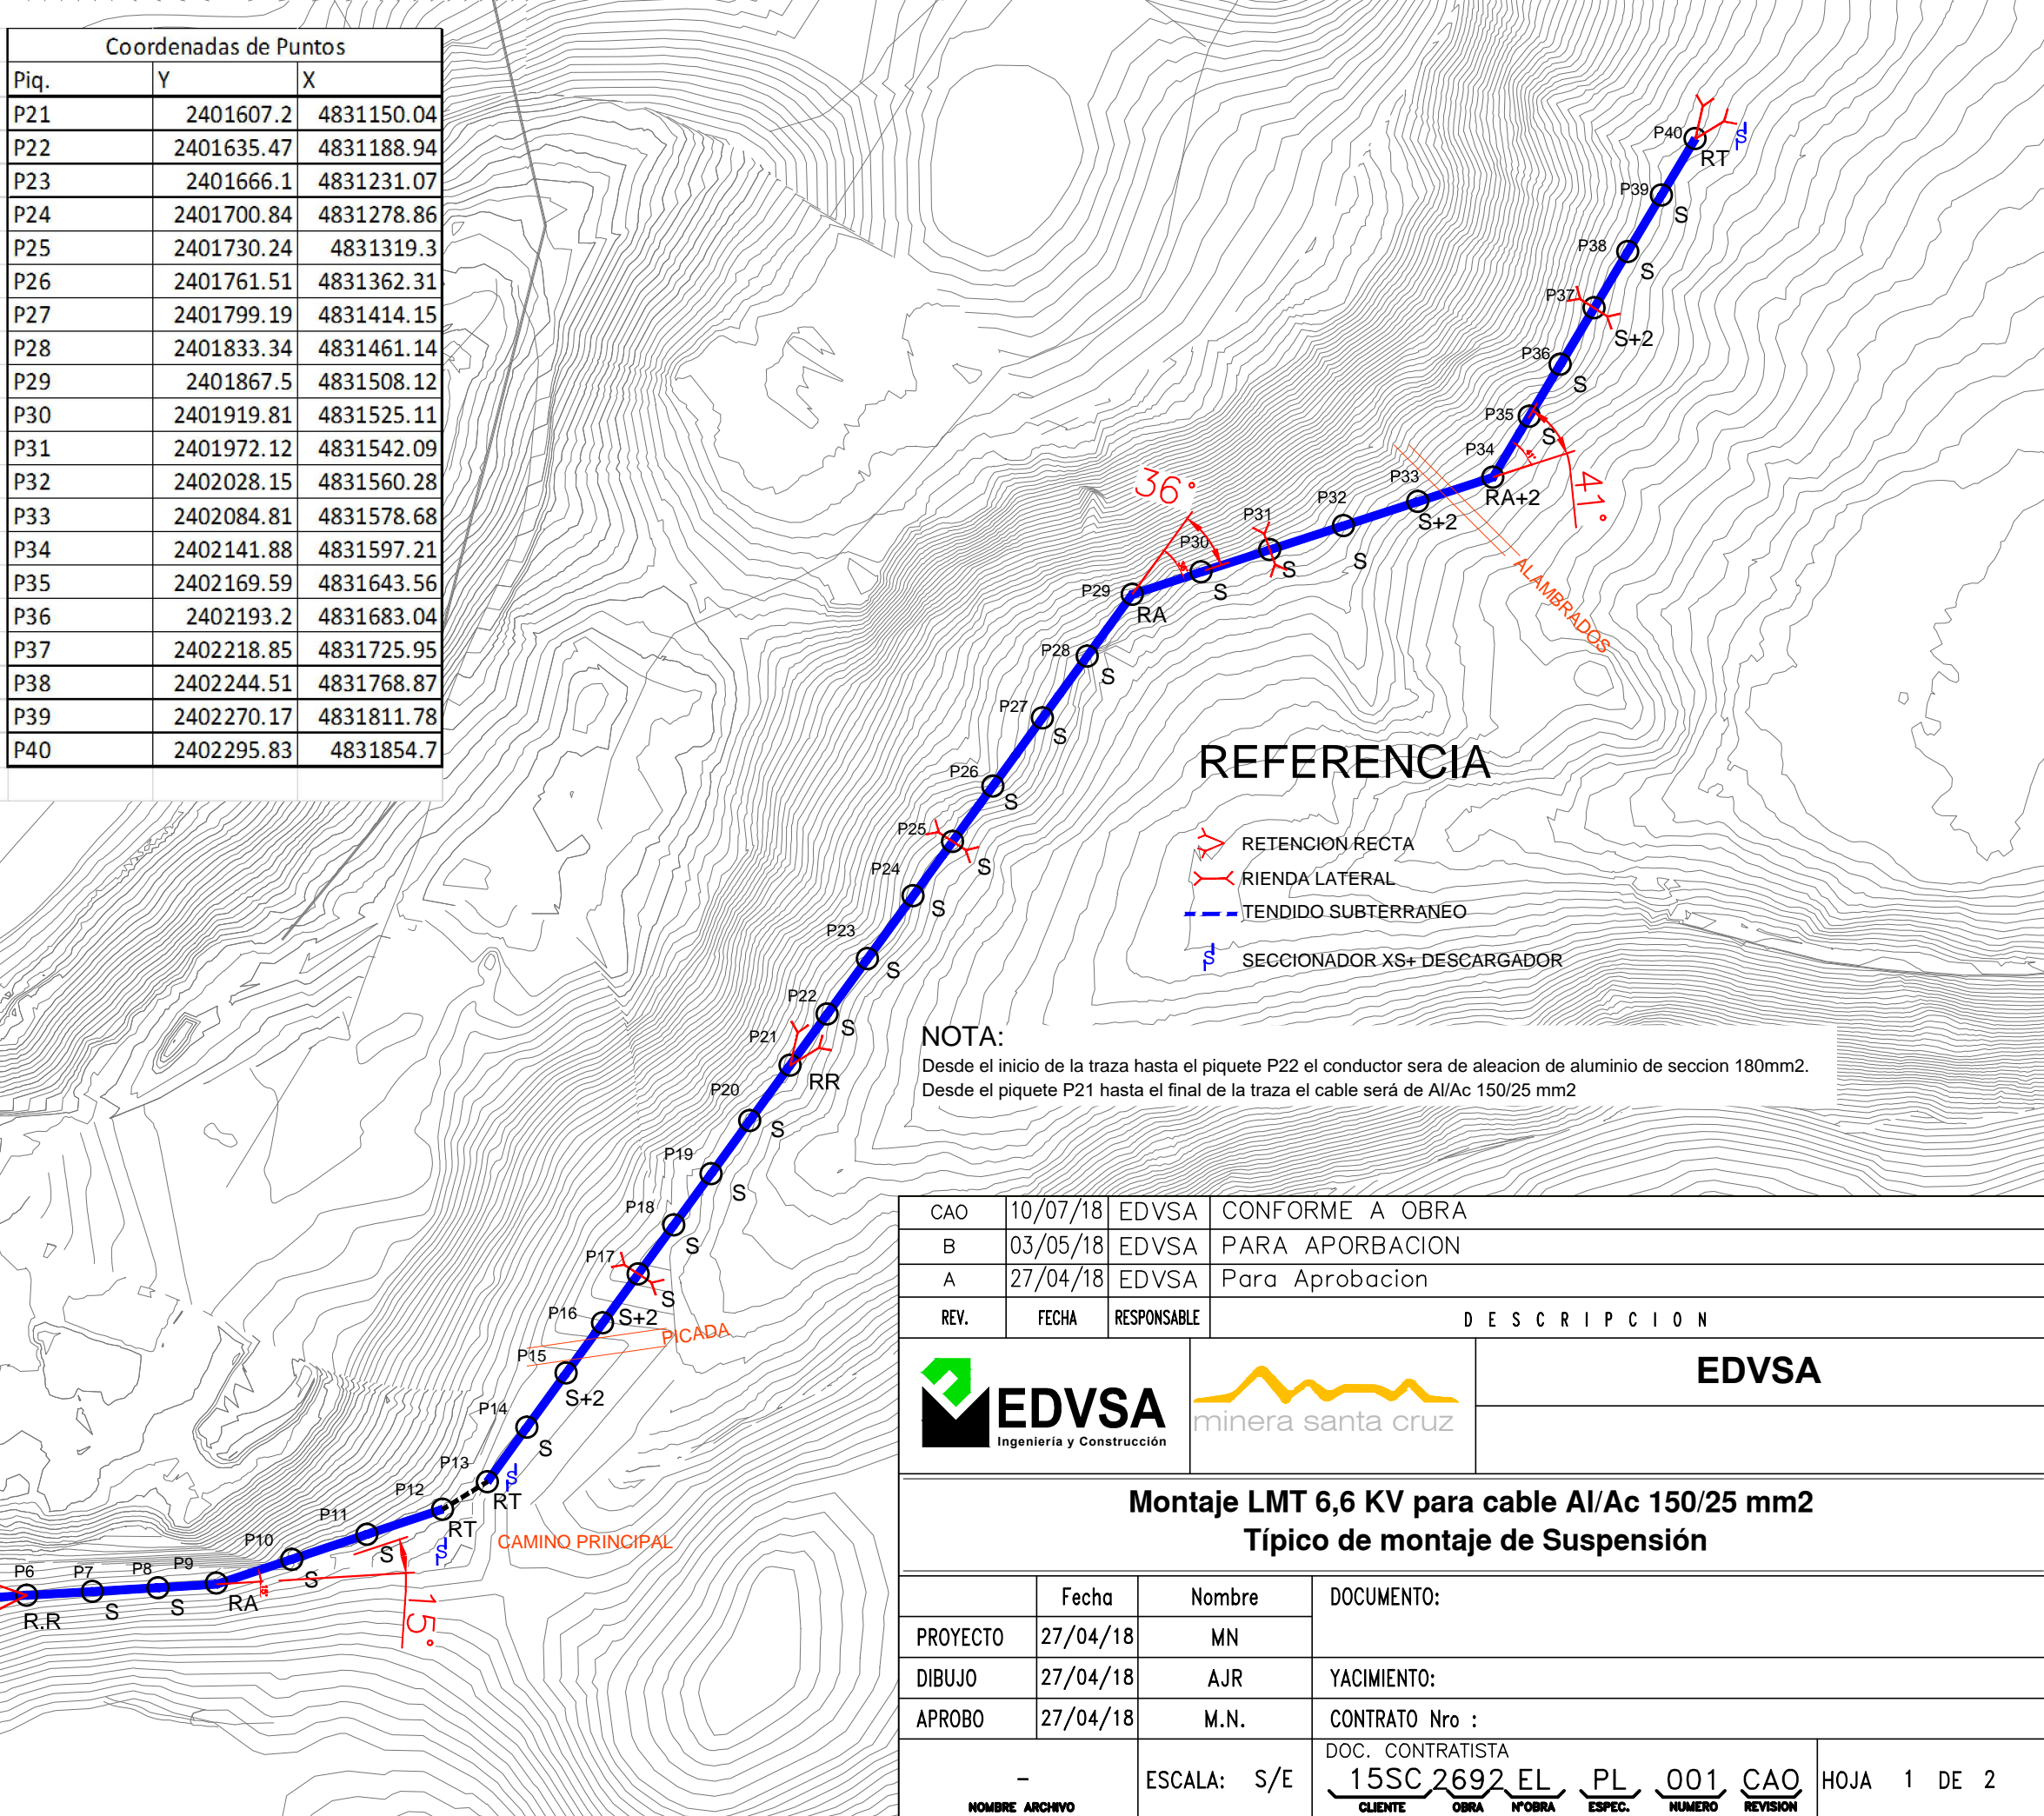 Coordenadas de Puntos
Piq. Y X
P21 2401607.2 4831150.04
P22 2401635.47 4831188.94
P23 2401666.1 4831231.07
P24 2401700.84 4831278.86
P25 2401730.24 4831319.3
P26 2401761.51 4831362.31
P27 2401799.19 4831414.15
P28 2401833.34 4831461.14
P29 2401867.5 4831508.12
P30 2401919.81 4831525.11
P31 2401972.12 4831542.09
P32 2402028.15 4831560.28
P33 2402084.81 4831578.68
P34 2402141.88 4831597.21
P35 2402169.59 4831643.56
P36 2402193.2 4831683.04
P37 2402218.85 4831725.95
P38 2402244.51 4831768.87
P39 2402270.17 4831811.78
P40 2402295.83 4831854.7
P40
RT
P39
S
P38
S
P37
S+2
P36
S
P35
S
P34
RA+2
41°
41°
P33
S+2
ALAMBRADOS
P32
S
P31
S
P30
S
36°
P29
RA
P28
S
P27
S
P26
S
P25
S
P24
S
P23
S
P22
S
P21
RR
P20
S
P19
S
P18
S
P17
S
P16
S+2
PICADA
P15
S+2
P14
S
P13
RT
P12
RT
CAMINO PRINCIPAL
P11
S
P10
S
P9
RA
15°
15°
P8
S
P7
S
P6
R.R
REFERENCIA
RETENCION RECTA
RIENDA LATERAL
TENDIDO SUBTERRANEO
SECCIONADOR XS+ DESCARGADOR
NOTA:
Desde el inicio de la traza hasta el piquete P22 el conductor sera de aleacion de aluminio de seccion 180mm2.
Desde el piquete P21 hasta el final de la traza el cable será de Al/Ac 150/25 mm2
CAO 10/07/18 EDVSA CONFORME A OBRA
B 03/05/18 EDVSA PARA APORBACION
A 27/04/18 EDVSA Para Aprobacion
REV. FECHA RESPONSABLE DESCRIPCION
EDVSA
Ingeniería y Construcción
minera santa cruz
EDVSA
Montaje LMT 6,6 KV para cable Al/Ac 150/25 mm2
Típico de montaje de Suspensión
Fecha Nombre DOCUMENTO:
PROYECTO 27/04/18 MN
DIBUJO 27/04/18 AJR YACIMIENTO:
APROBO 27/04/18 M.N. CONTRATO Nro :
DOC. CONTRATISTA
– ESCALA: S/E 15SC 2692 EL PL 001 CAO HOJA 1 DE 2
NOMBRE ARCHIVO CLIENTE OBRA NºOBRA ESPEC. NUMERO REVISION